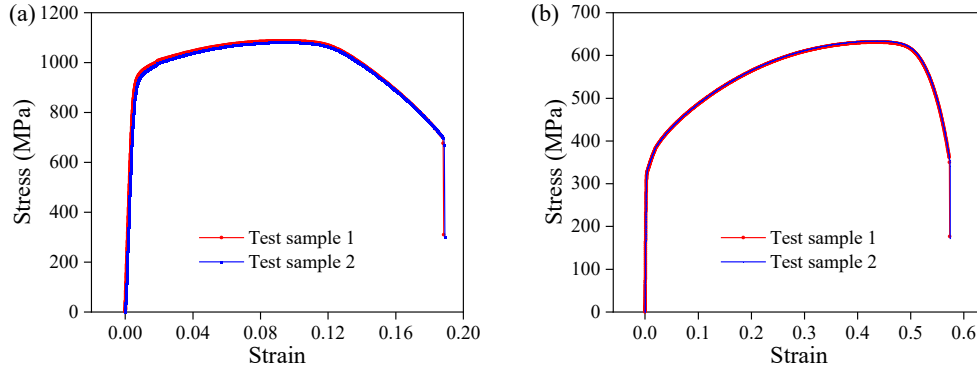 (a)
1200
1000
800
600
400
200
0
Stress (MPa)
Test sample 1
Test sample 2
0.00
0.04
0.08
0.12
0.16
0.20
Strain
(b)
700
600
500
400
300
200
100
0
Stress (MPa)
Test sample 1
Test sample 2
0.0
0.1
0.2
0.3
0.4
0.5
0.6
Strain